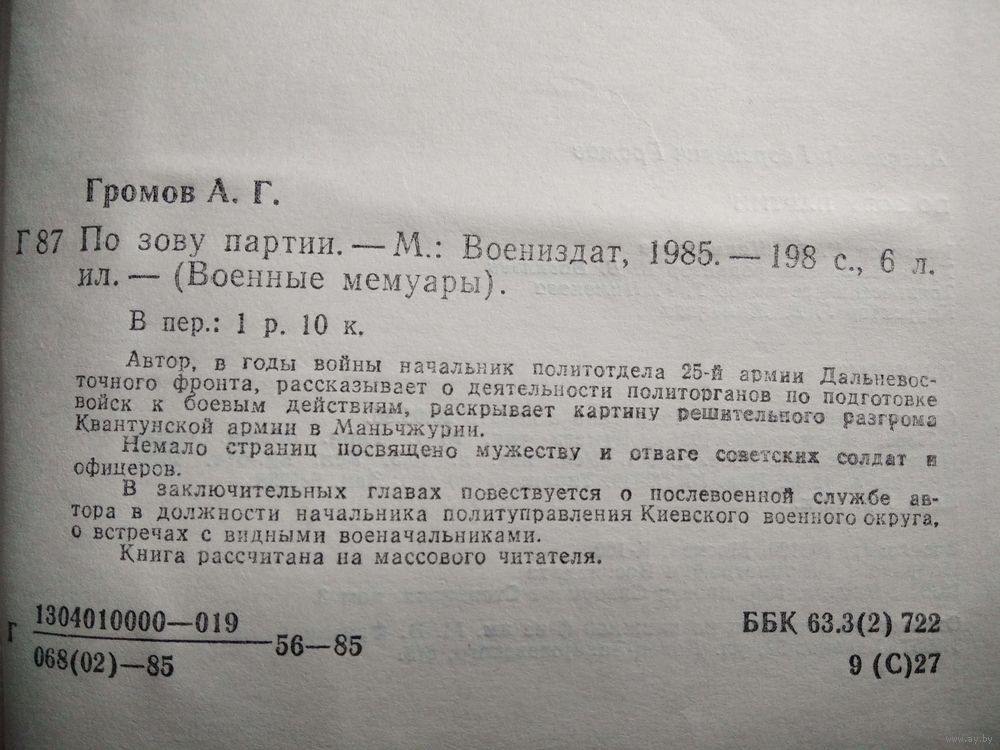 Громов А. Г.
Г87 По зову партии. — М.: Воениздат, 1985. — 198 с., 6 л.
ил. — (Военные мемуары).
В пер.: 1 р. 10 к.
Автор, в годы войны начальник политотдела 25-й армии Дальневос-
точного фронта, рассказывает о деятельности политорганов по подготовке
войск к боевым действиям, раскрывает картину решительного разгрома
Квантунской армии в Маньчжурии.
Немало страниц посвящено мужеству и отваге советских солдат и
офицеров.
В заключительных главах повествуется о послевоенной службе ав-
тора в должности начальника политуправления Киевского военного округа,
о встречах с видными военачальниками.
Книга рассчитана на массового читателя.
Г 1304010000—019
068(02)—85
56—85
ББК 63.3(2) 722
9 (С)27
www.ay.by